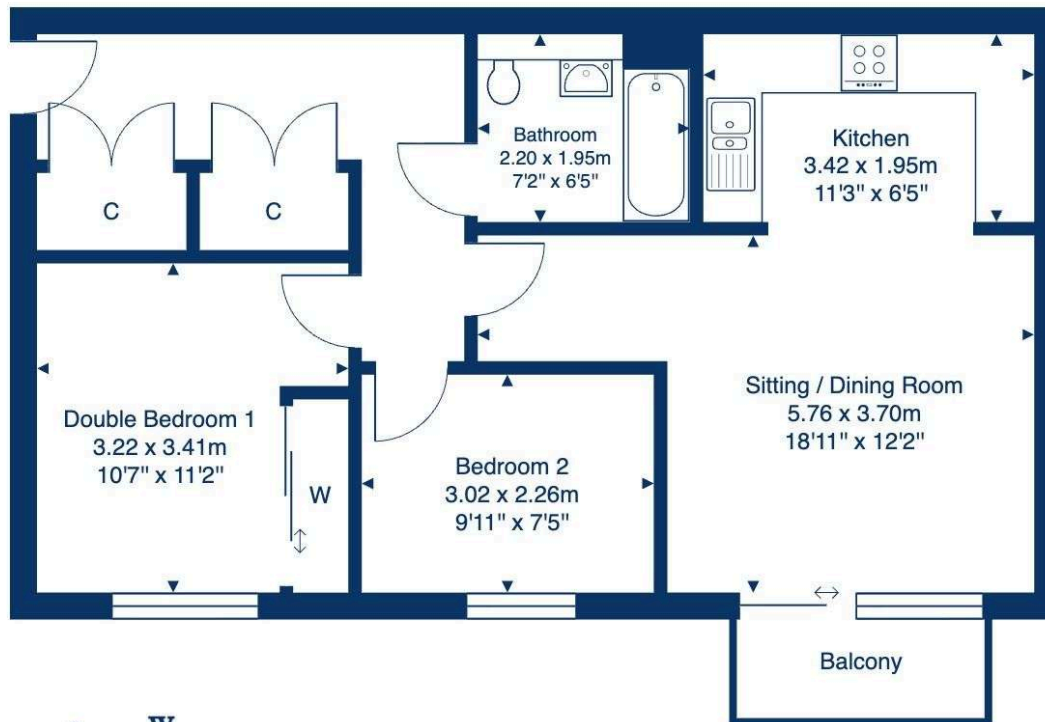 Bathroom
2.20 x 1.95m
7'2" x 6'5"
Kitchen
3.42 x 1.95m
11'3" x 6'5"
C
C
Double Bedroom 1
3.22 x 3.41m
10'7" x 11'2"
W
Bedroom 2
3.02 x 2.26m
9'11" x 7'5"
Sitting / Dining Room
5.76 x 3.70m
18'11" x 12'2"
Balcony